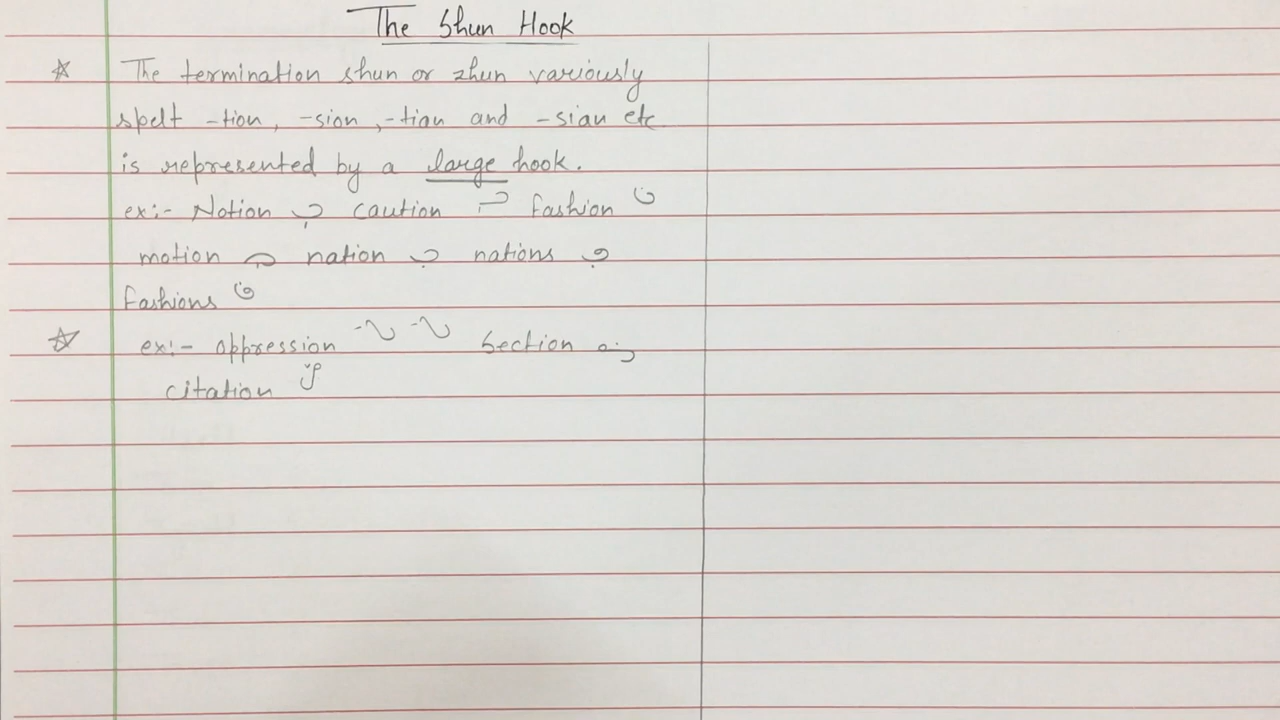 The Shun Hook
The termination shun or zhun variously
spelt -tion, -sion, -tian and -sian etc
is represented by a large hook.
ex:- Notion caution fashion
motion nation nations
fashions
ex:- oppression Section
citation